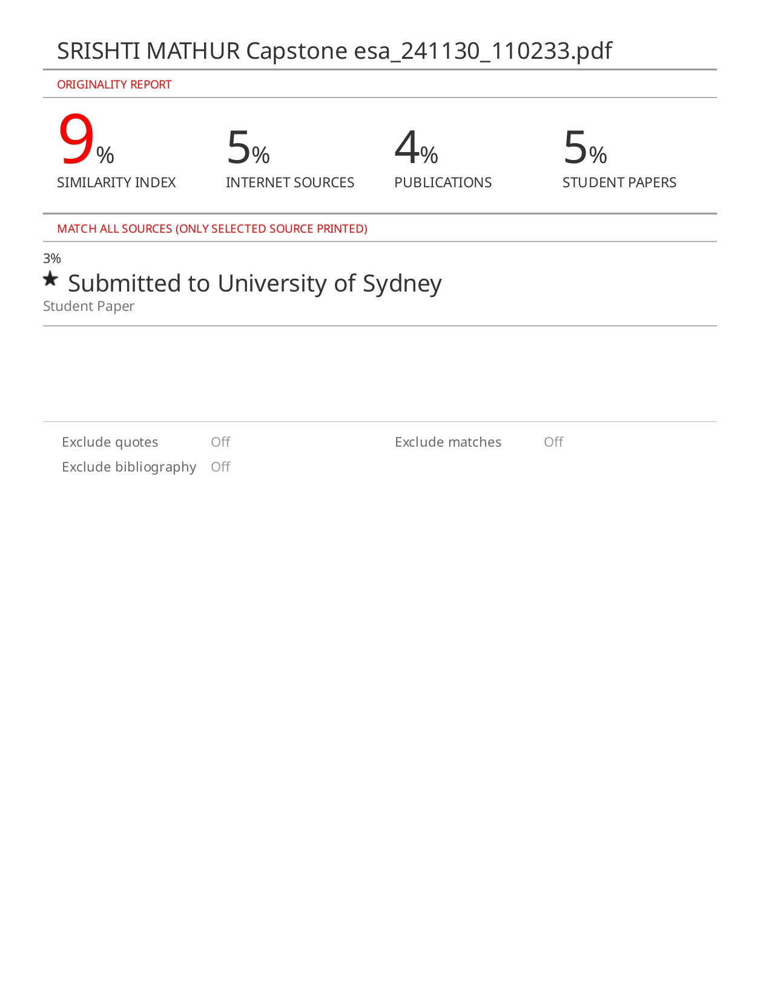 SRISHTI MATHUR Capstone esa_241130_110233.pdf
ORIGINALITY REPORT
9% 5% 4% 5%
SIMILARITY INDEX INTERNET SOURCES PUBLICATIONS STUDENT PAPERS
MATCH ALL SOURCES (ONLY SELECTED SOURCE PRINTED)
3%
Submitted to University of Sydney
Student Paper
Exclude quotes Off Exclude matches Off
Exclude bibliography Off